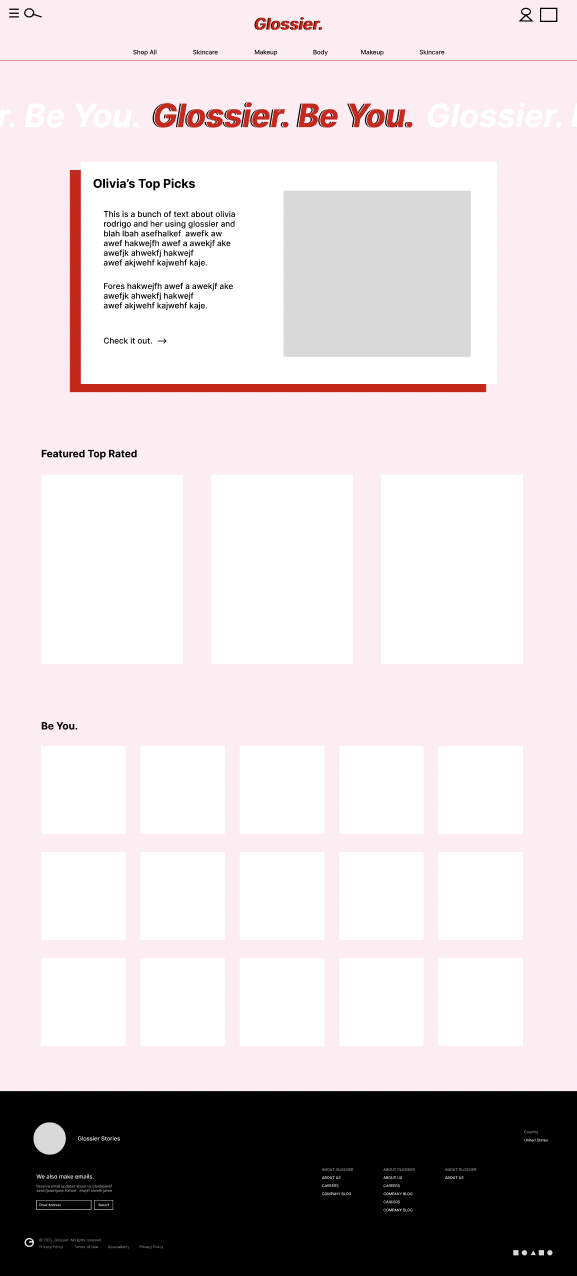 Glossier.
Shop All Skincare Makeup Body Makeup Skincare
r. Be You. Glossier. Be You. Glossier.
Olivia's Top Picks
This is a bunch of text about olivia
rodrigo and her using glossier and
blah lbah asefhalkef awefk aw
awef hakwejfh awef a awekjf ake
awefjk ahwekfj hakwejf
awef akjwehf kajwehf kaje.
Fores hakwejfh awef a awekjf ake
awefjk ahwekfj hakwejf
awef akjwehf kajwehf kaje.
Check it out.
Featured Top Rated
Be You.
Glossier Stories
Country
United States
We also make emails.
Email Address
ABOUT GLOSSIER
ABOUT US
CAREERS
COMPANY BLOG
ABOUT GLOSSIER
ABOUT US
CAREERS
COMPANY BLOG
CAREERS
COMPANY BLOG
ABOUT GLOSSIER
ABOUT US
© 2022, Glossier. All rights reserved.
Privacy Policy Terms of Use Accessibility Privacy Policy